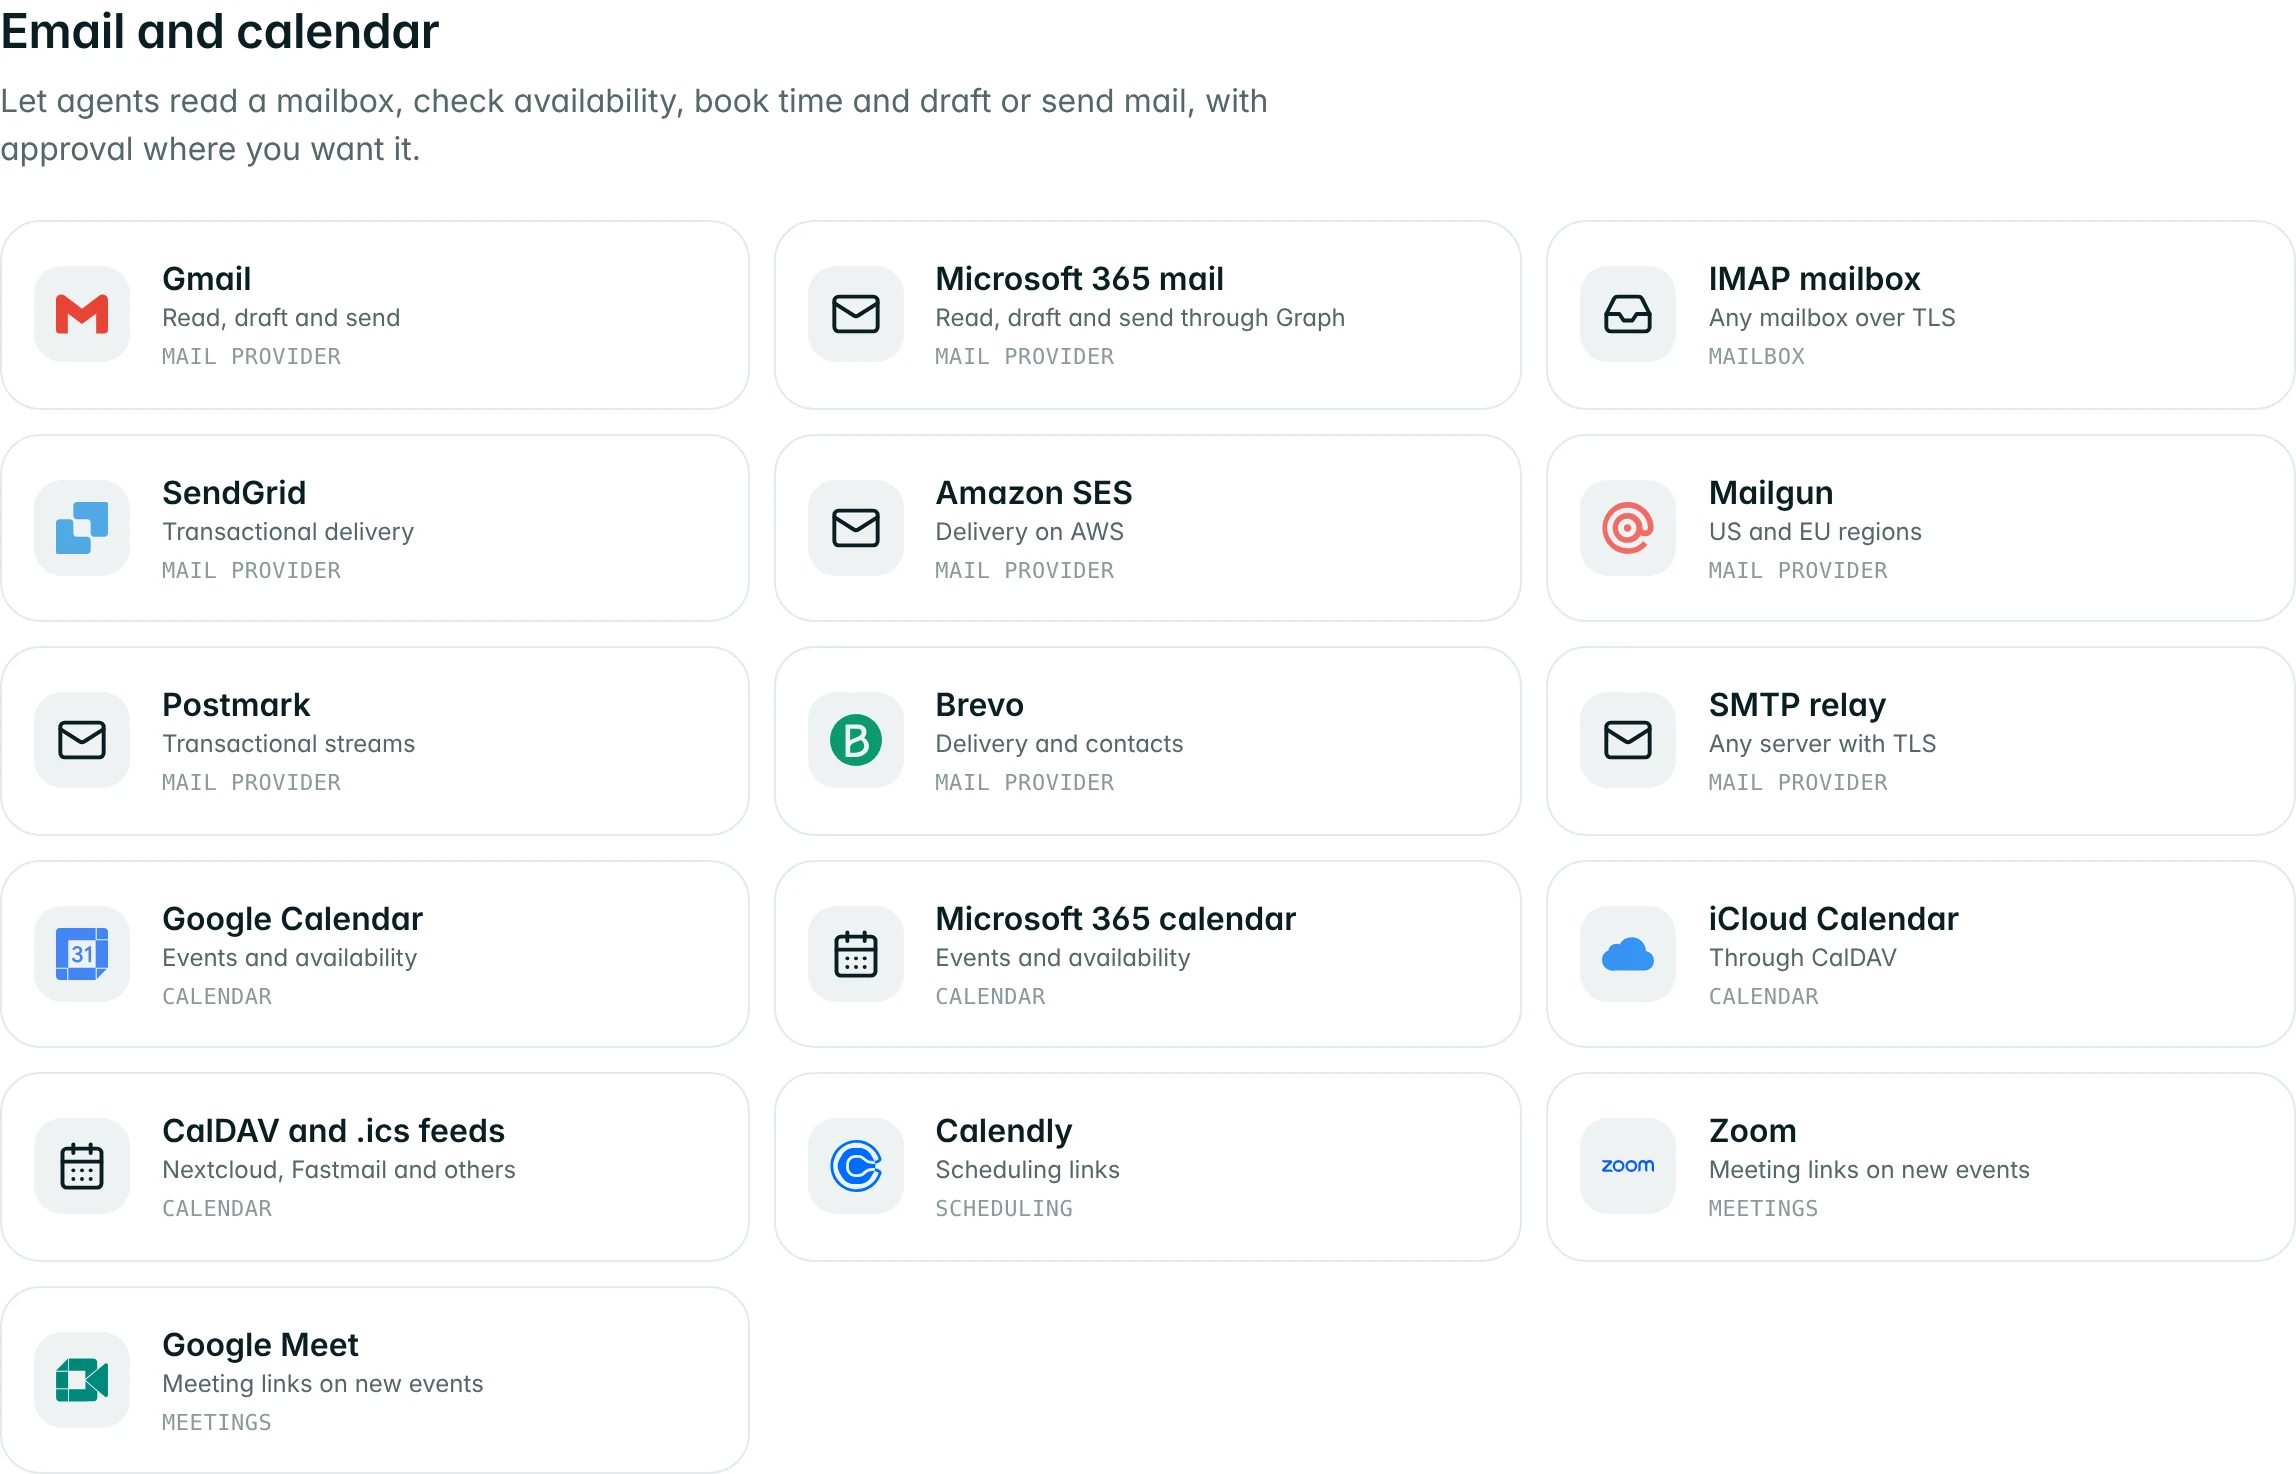 Email and calendar
Let agents read a mailbox, check availability, book time and draft or send mail, with
approval where you want it.
Gmail
Read, draft and send
MAIL PROVIDER
Microsoft 365 mail
Read, draft and send through Graph
MAIL PROVIDER
IMAP mailbox
Any mailbox over TLS
MAILBOX
SendGrid
Transactional delivery
MAIL PROVIDER
Amazon SES
Delivery on AWS
MAIL PROVIDER
Mailgun
US and EU regions
MAIL PROVIDER
Postmark
Transactional streams
MAIL PROVIDER
B
Brevo
Delivery and contacts
MAIL PROVIDER
SMTP relay
Any server with TLS
MAIL PROVIDER
31
Google Calendar
Events and availability
CALENDAR
Microsoft 365 calendar
Events and availability
CALENDAR
iCloud Calendar
Through CalDAV
CALENDAR
CalDAV and .ics feeds
Nextcloud, Fastmail and others
CALENDAR
Calendly
Scheduling links
SCHEDULING
zoom
Zoom
Meeting links on new events
MEETINGS
Google Meet
Meeting links on new events
MEETINGS